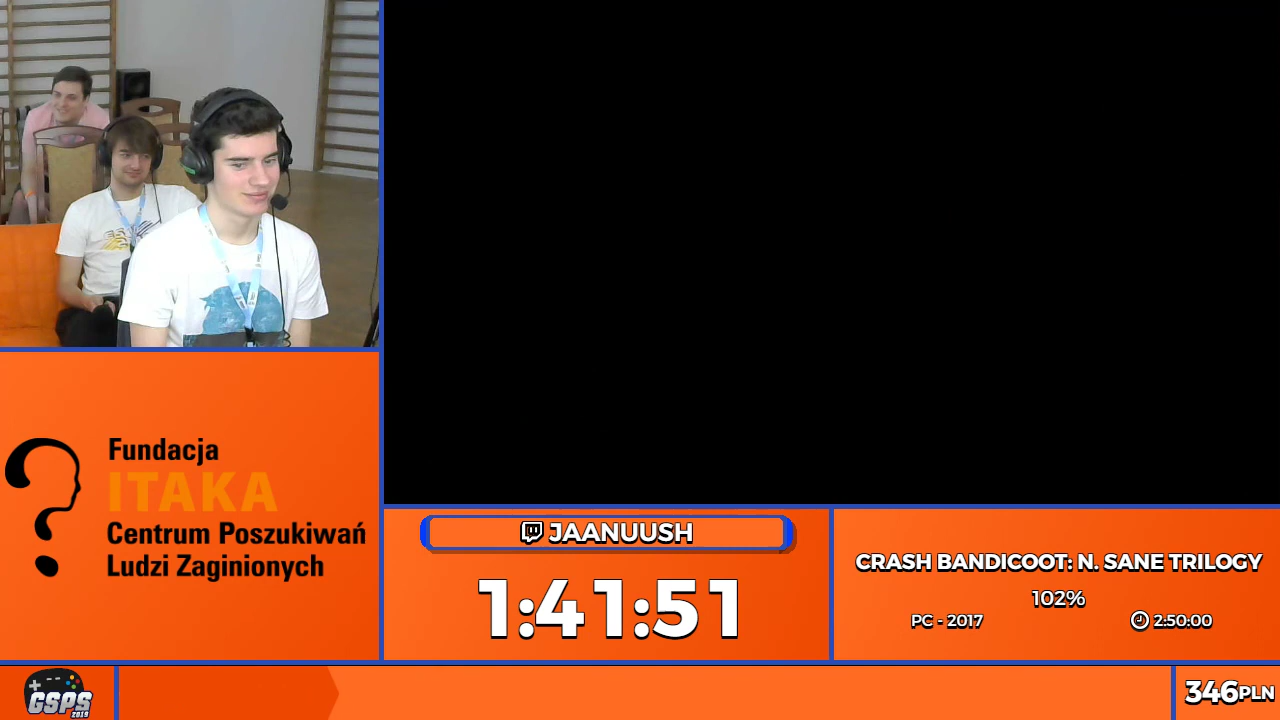 Fundacja
ITAKA
Centrum Poszukiwań
Ludzi Zaginionych
JAANUUSH
1:41:51
CRASH BANDICOOT: N. SANE TRILOGY
102%
PC - 2017
2:50:00
GSPS
2019
346PLN